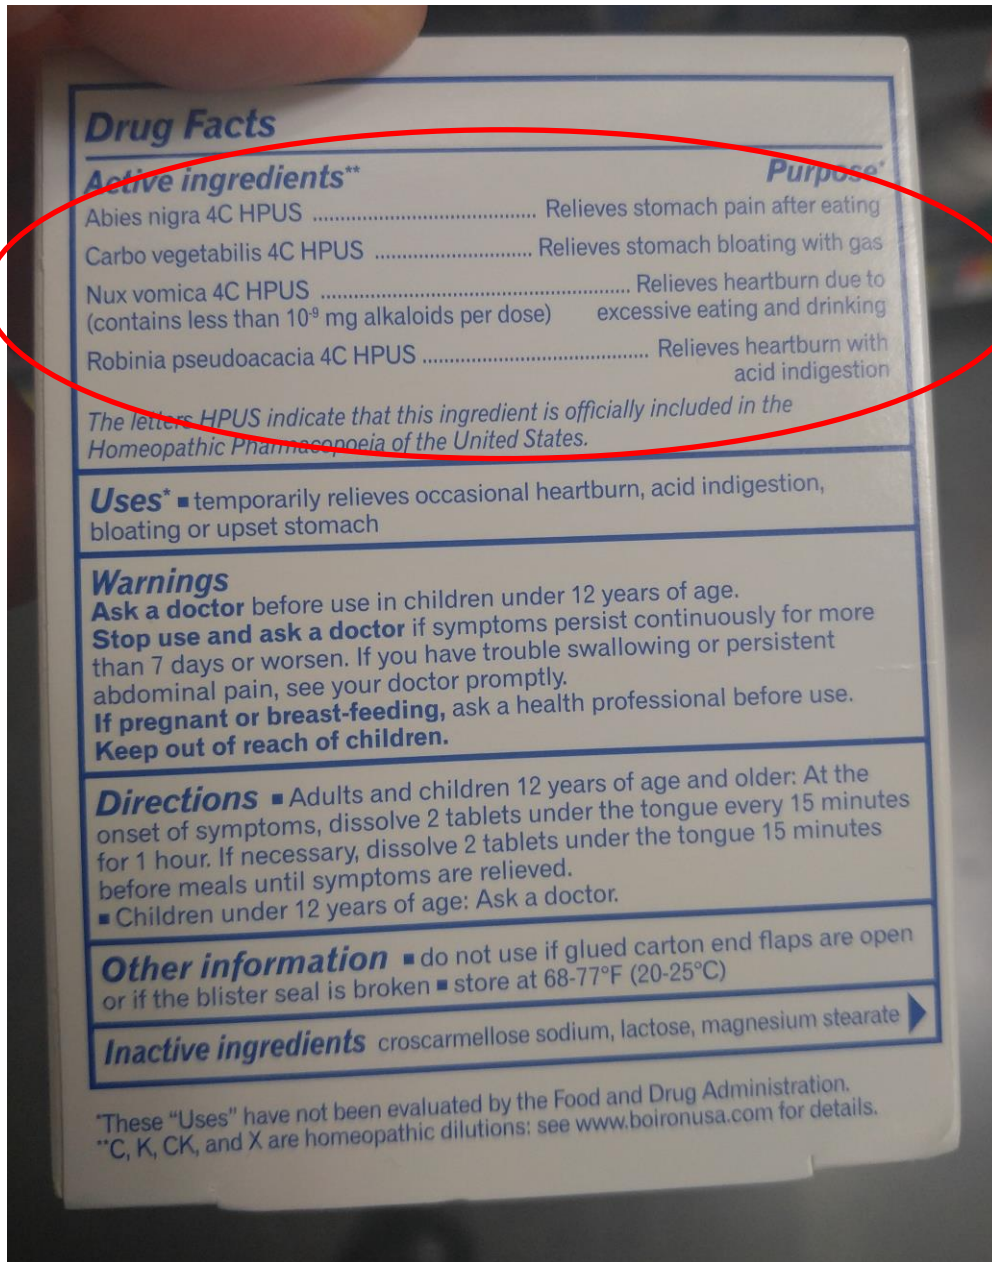 Drug Facts
Active ingredients** Purpose*
Abies nigra 4C HPUS ...................................... Relieves stomach pain after eating
Carbo vegetabilis 4C HPUS ........................... Relieves stomach bloating with gas
Nux vomica 4C HPUS ..................................................... Relieves heartburn due to
(contains less than 10⁻⁹ mg alkaloids per dose) excessive eating and drinking
Robinia pseudoacacia 4C HPUS ....................................... Relieves heartburn with
acid indigestion
The letters HPUS indicate that this ingredient is officially included in the
Homeopathic Pharmacopoeia of the United States.
Uses* ■ temporarily relieves occasional heartburn, acid indigestion,
bloating or upset stomach
Warnings
Ask a doctor before use in children under 12 years of age.
Stop use and ask a doctor if symptoms persist continuously for more
than 7 days or worsen. If you have trouble swallowing or persistent
abdominal pain, see your doctor promptly.
If pregnant or breast-feeding, ask a health professional before use.
Keep out of reach of children.
Directions ■ Adults and children 12 years of age and older: At the
onset of symptoms, dissolve 2 tablets under the tongue every 15 minutes
for 1 hour. If necessary, dissolve 2 tablets under the tongue 15 minutes
before meals until symptoms are relieved.
■ Children under 12 years of age: Ask a doctor.
Other information ■ do not use if glued carton end flaps are open
or if the blister seal is broken ■ store at 68-77°F (20-25°C)
Inactive ingredients croscarmellose sodium, lactose, magnesium stearate
*These “Uses” have not been evaluated by the Food and Drug Administration.
**C, K, CK, and X are homeopathic dilutions: see www.boironusa.com for details.